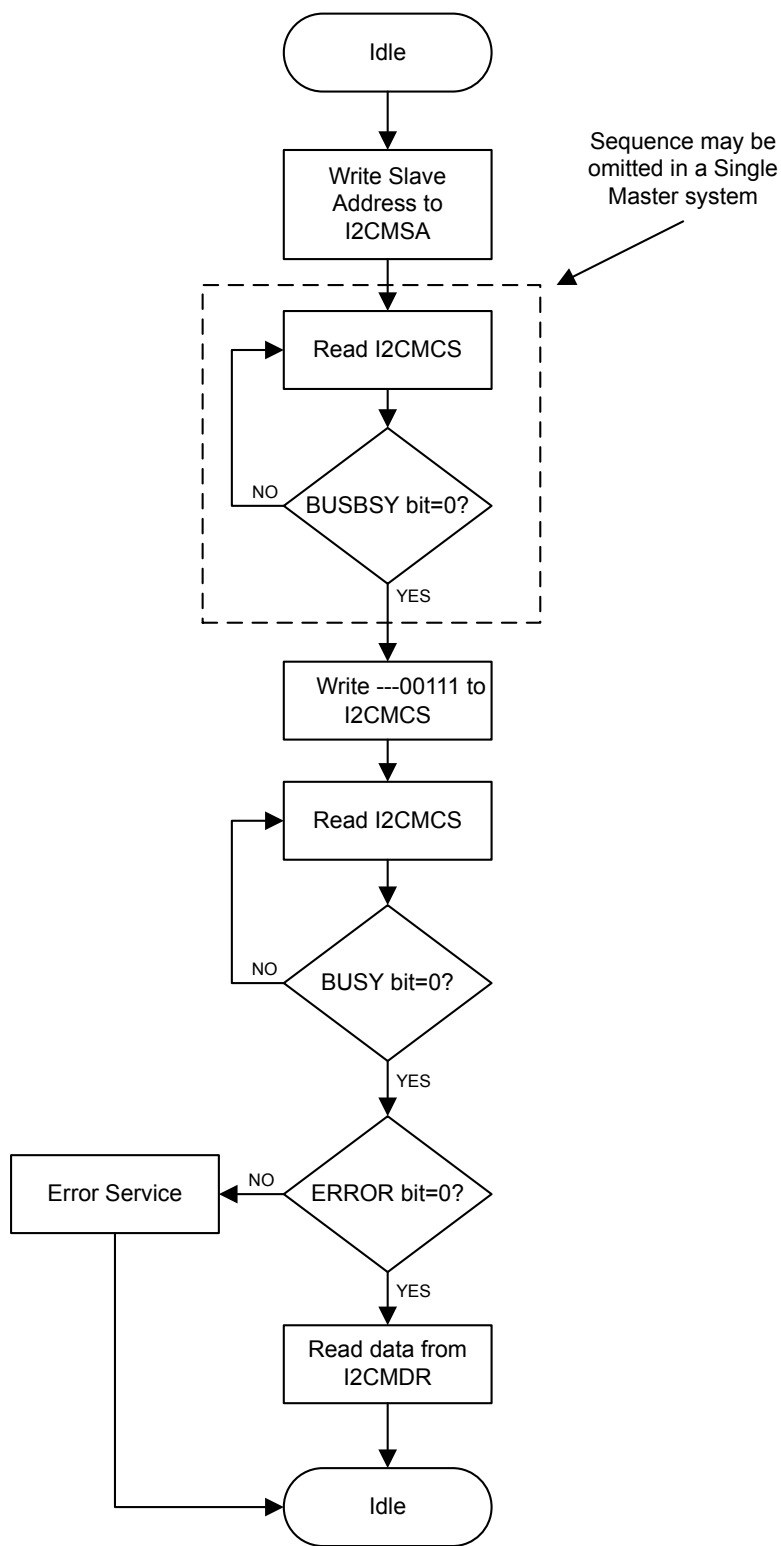 Idle
Sequence may be
omitted in a Single
Master system
Write Slave
Address to
I2CMSA
Read I2CMCS
NO
BUSBSY bit=0?
YES
Write ---00111 to
I2CMCS
Read I2CMCS
NO
BUSY bit=0?
YES
Error Service
NO
ERROR bit=0?
YES
Read data from
I2CMDR
Idle